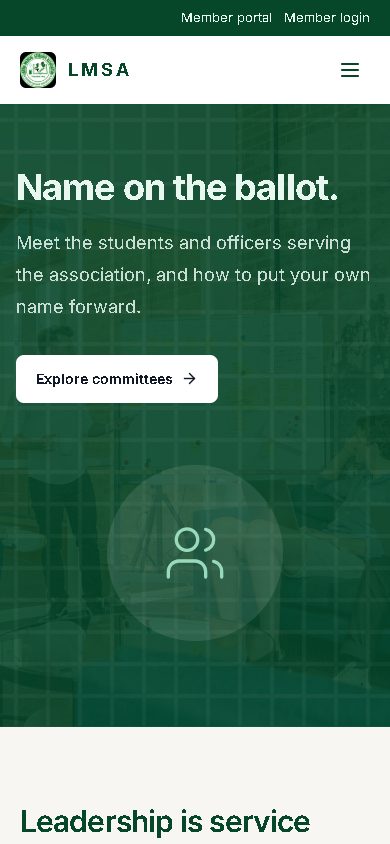 Member portal Member login
LMSA
Name on the ballot.
Meet the students and officers serving
the association, and how to put your own
name forward.
Explore committees
Leadership is service